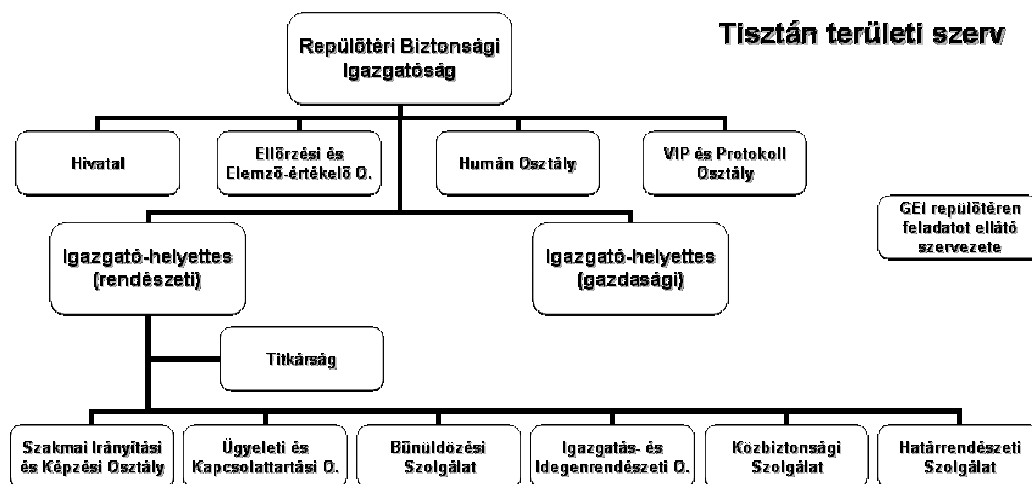 Tisztán területi szerv
Repülőtéri Biztonsági
Igazgatóság
Hivatal
Ellőrzési és
Elemző-értékelő O.
Humán Osztály
VIP és Protokoll
Osztály
GEI repülőtéren
feladatot ellátó
szervezete
Igazgató-helyettes
(rendészeti)
Igazgató-helyettes
(gazdasági)
Titkárság
Szakmai Irányítási
és Képzési Osztály
Ügyeleti és
Kapcsolattartási O.
Bűnüldözési
Szolgálat
Igazgatás- és
Idegenrendészeti O.
Közbiztonsági
Szolgálat
Határrendészeti
Szolgálat